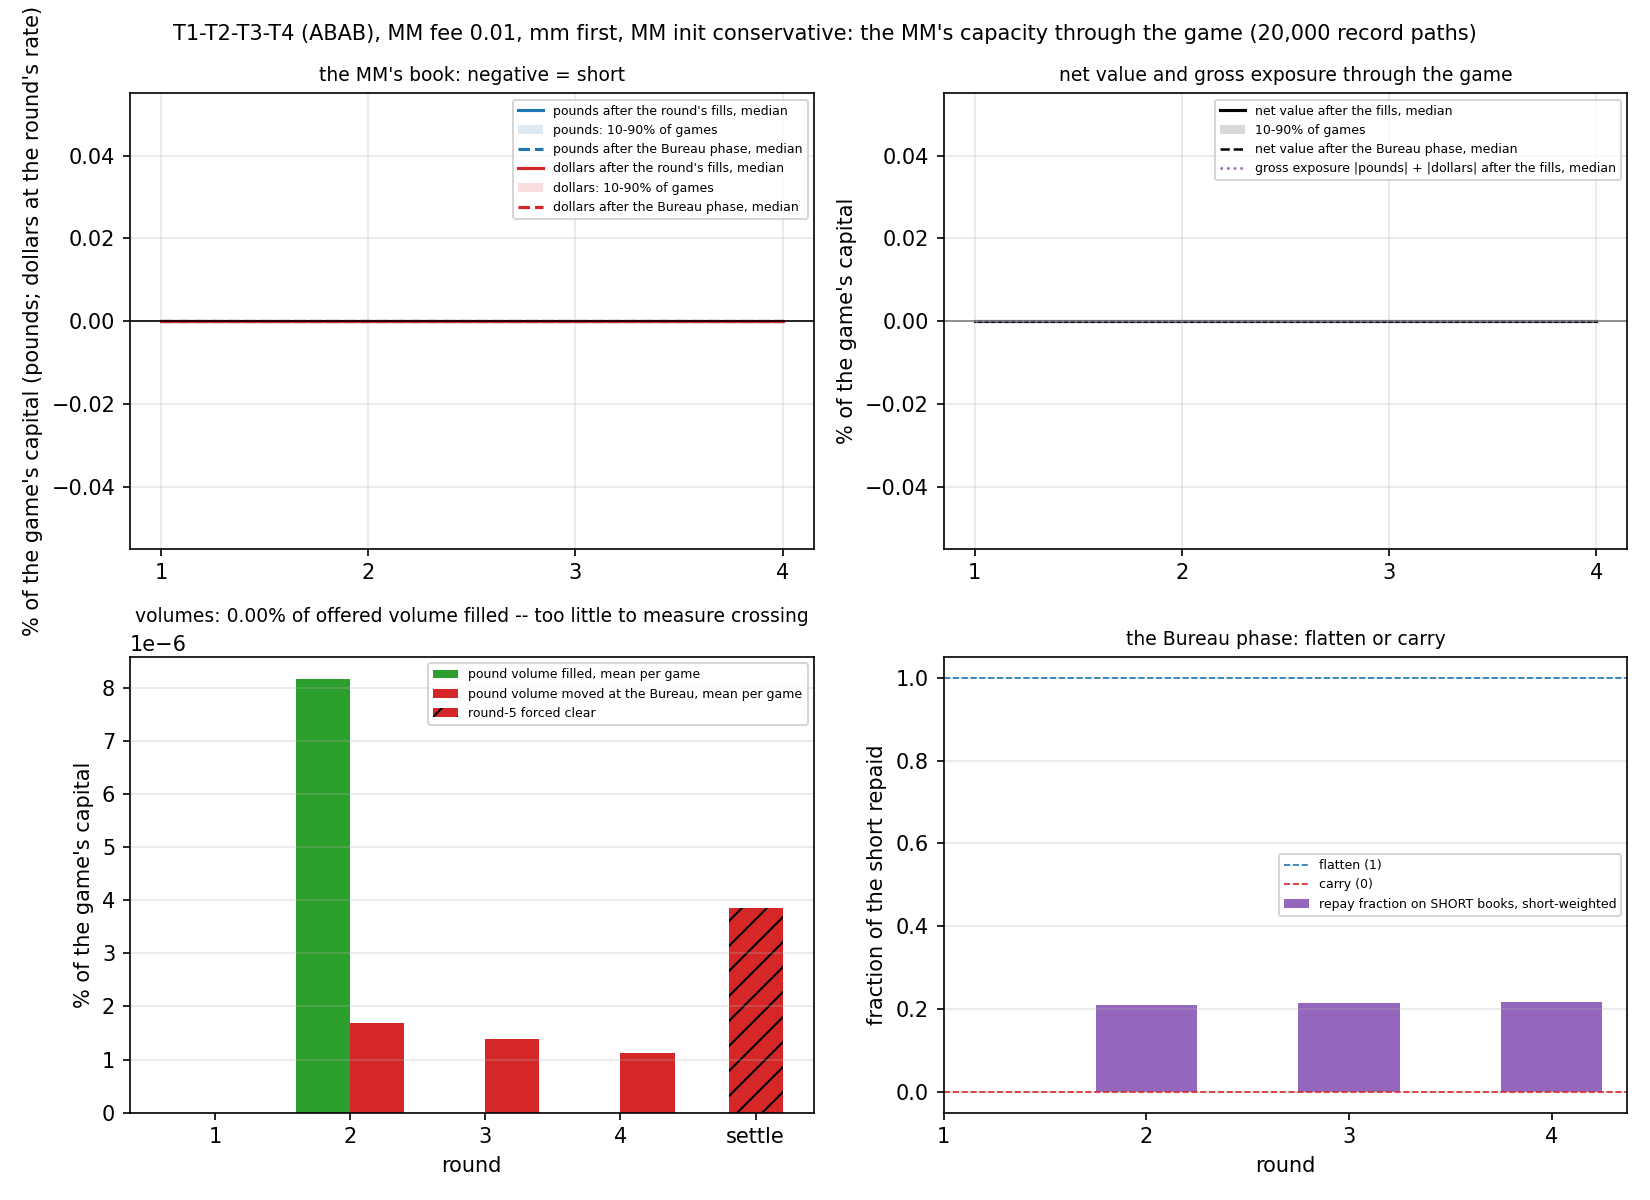 T1-T2-T3-T4 (ABAB), MM fee 0.01, mm first, MM init conservative: the MM's capacity through the game (20,000 record paths)
the MM's book: negative = short
% of the game's capital (pounds; dollars at the round's rate)
0.04
0.02
0.00
−0.02
−0.04
pounds after the round's fills, median
pounds: 10-90% of games
pounds after the Bureau phase, median
dollars after the round's fills, median
dollars: 10-90% of games
dollars after the Bureau phase, median
1 2 3 4
net value and gross exposure through the game
% of the game's capital
0.04
0.02
0.00
−0.02
−0.04
net value after the fills, median
10-90% of games
net value after the Bureau phase, median
gross exposure |pounds| + |dollars| after the fills, median
1 2 3 4
volumes: 0.00% of offered volume filled -- too little to measure crossing
1e−6
% of the game's capital
8
7
6
5
4
3
2
1
0
pound volume filled, mean per game
pound volume moved at the Bureau, mean per game
round-5 forced clear
1 2 3 4 settle
round
the Bureau phase: flatten or carry
fraction of the short repaid
1.0
0.8
0.6
0.4
0.2
0.0
flatten (1)
carry (0)
repay fraction on SHORT books, short-weighted
1 2 3 4
round